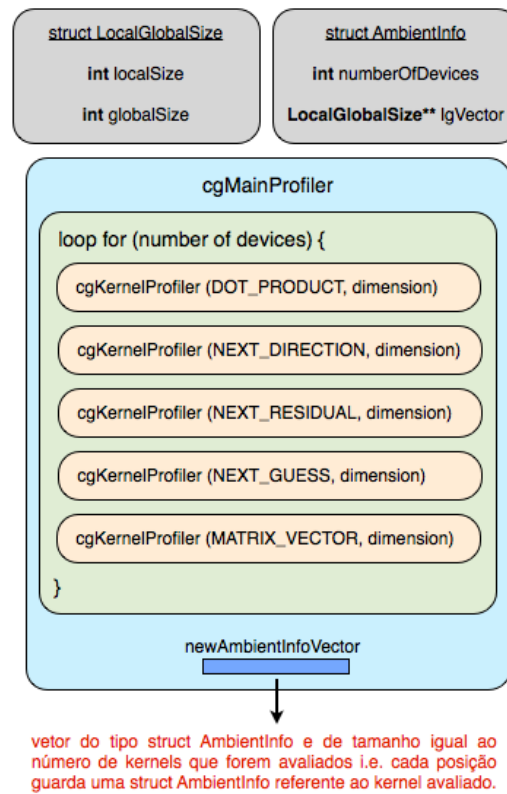 struct LocalGlobalSize
int localSize
int globalSize
struct AmbientInfo
int numberOfDevices
LocalGlobalSize** lgVector
cgMainProfiler
loop for (number of devices) {
cgKernelProfiler (DOT_PRODUCT, dimension)
cgKernelProfiler (NEXT_DIRECTION, dimension)
cgKernelProfiler (NEXT_RESIDUAL, dimension)
cgKernelProfiler (NEXT_GUESS, dimension)
cgKernelProfiler (MATRIX_VECTOR, dimension)
}
newAmbientInfoVector
vetor do tipo struct AmbientInfo e de tamanho igual ao
número de kernels que forem avaliados i.e. cada posição
guarda uma struct AmbientInfo referente ao kernel avaliado.